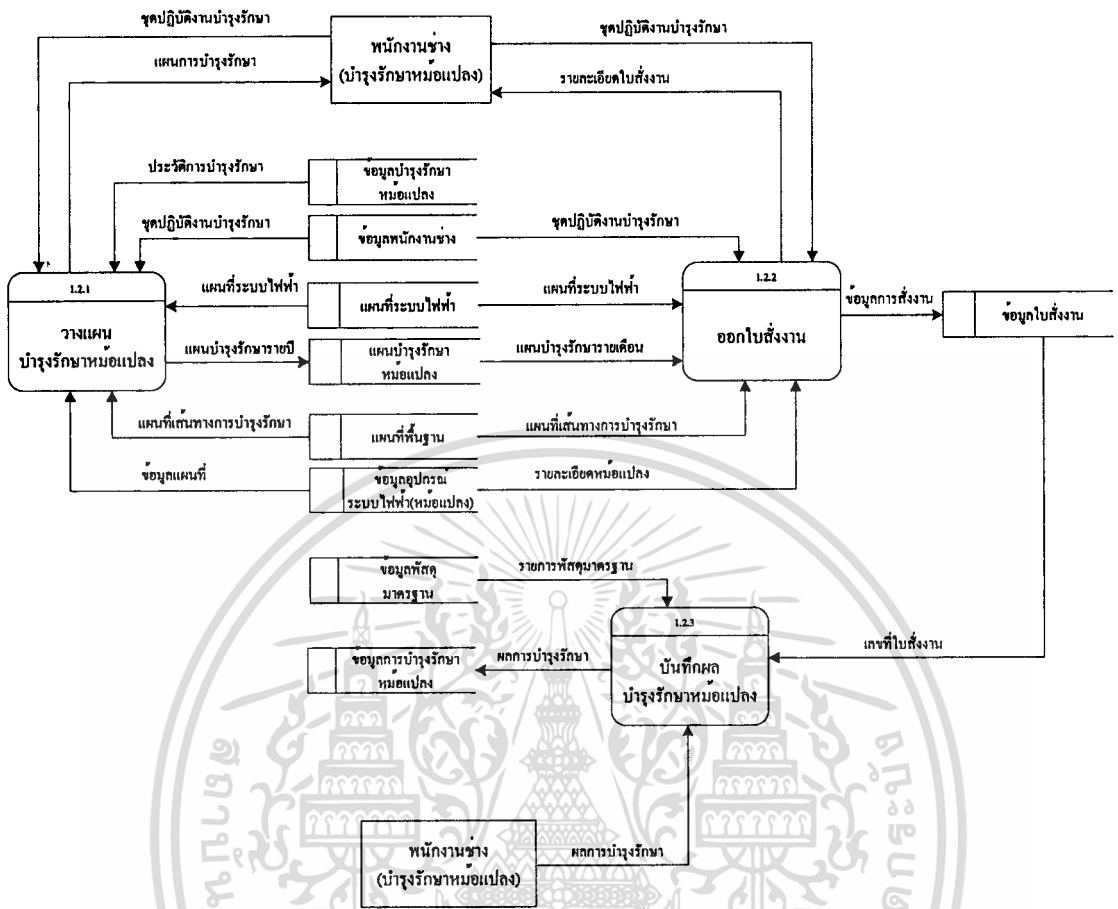 ชุดปฏิบัติงานบำรุงรักษา
พนักงานช่าง
(บำรุงรักษาหม้อแปลง)
ชุดปฏิบัติงานบำรุงรักษา
แผนการบำรุงรักษา
รายละเอียดใบสั่งงาน
ประวัติการบำรุงรักษา
ข้อมูลบำรุงรักษา
หม้อแปลง
ชุดปฏิบัติงานบำรุงรักษา
ข้อมูลพนักงานช่าง
ชุดปฏิบัติงานบำรุงรักษา
1.2.1
วางแผน
บำรุงรักษาหม้อแปลง
แผนที่ระบบไฟฟ้า
แผนที่ระบบไฟฟ้า
แผนที่ระบบไฟฟ้า
1.2.2
ออกใบสั่งงาน
ข้อมูลการสั่งงาน
ข้อมูลใบสั่งงาน
แผนบำรุงรักษารายปี
แผนบำรุงรักษา
หม้อแปลง
แผนบำรุงรักษารายเดือน
แผนที่เส้นทางการบำรุงรักษา
แผนที่พื้นฐาน
แผนที่เส้นทางการบำรุงรักษา
ข้อมูลแผนที่
ข้อมูลอุปกรณ์
ระบบไฟฟ้า(หม้อแปลง)
รายละเอียดหม้อแปลง
ข้อมูลพัสดุ
มาตรฐาน
รายการพัสดุมาตรฐาน
1.2.3
บันทึกผล
บำรุงรักษาหม้อแปลง
เลขที่ใบสั่งงาน
ข้อมูลการบำรุงรักษา
หม้อแปลง
ผลการบำรุงรักษา
พนักงานช่าง
(บำรุงรักษาหม้อแปลง)
ผลการบำรุงรักษา